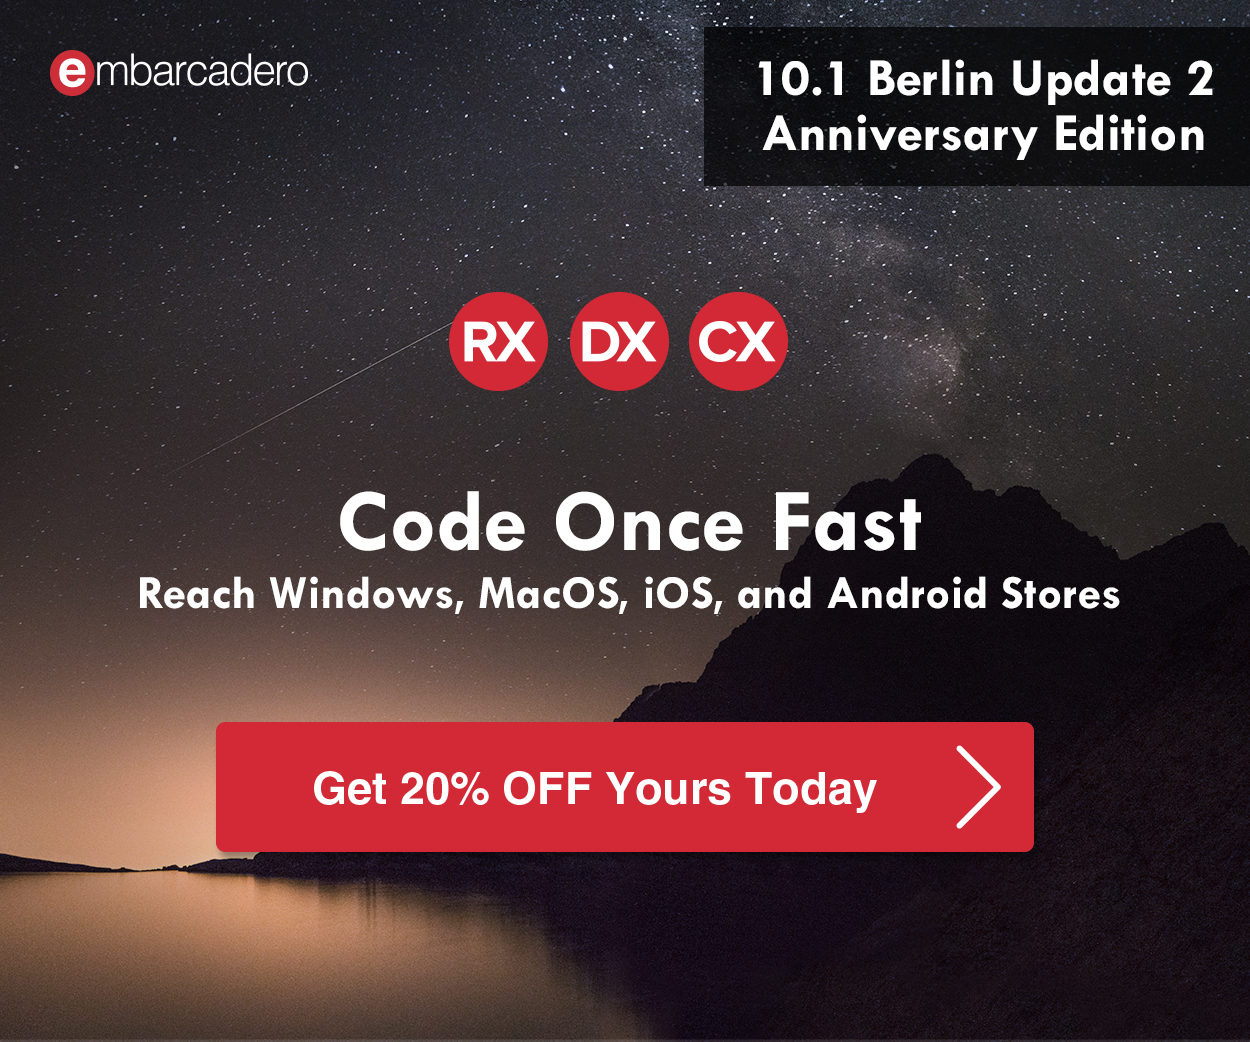 embarcadero
10.1 Berlin Update 2
Anniversary Edition
RX DX CX
Code Once Fast
Reach Windows, MacOS, iOS, and Android Stores
Get 20% OFF Yours Today